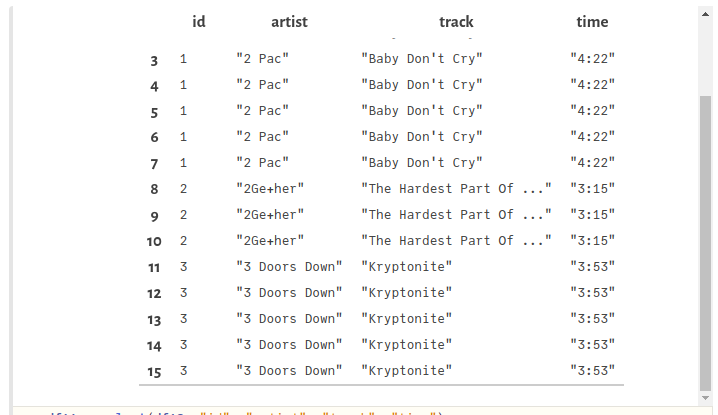 id artist track time
3 1 "2 Pac" "Baby Don't Cry" "4:22"
4 1 "2 Pac" "Baby Don't Cry" "4:22"
5 1 "2 Pac" "Baby Don't Cry" "4:22"
6 1 "2 Pac" "Baby Don't Cry" "4:22"
7 1 "2 Pac" "Baby Don't Cry" "4:22"
8 2 "2Ge+her" "The Hardest Part Of ..." "3:15"
9 2 "2Ge+her" "The Hardest Part Of ..." "3:15"
10 2 "2Ge+her" "The Hardest Part Of ..." "3:15"
11 3 "3 Doors Down" "Kryptonite" "3:53"
12 3 "3 Doors Down" "Kryptonite" "3:53"
13 3 "3 Doors Down" "Kryptonite" "3:53"
14 3 "3 Doors Down" "Kryptonite" "3:53"
15 3 "3 Doors Down" "Kryptonite" "3:53"